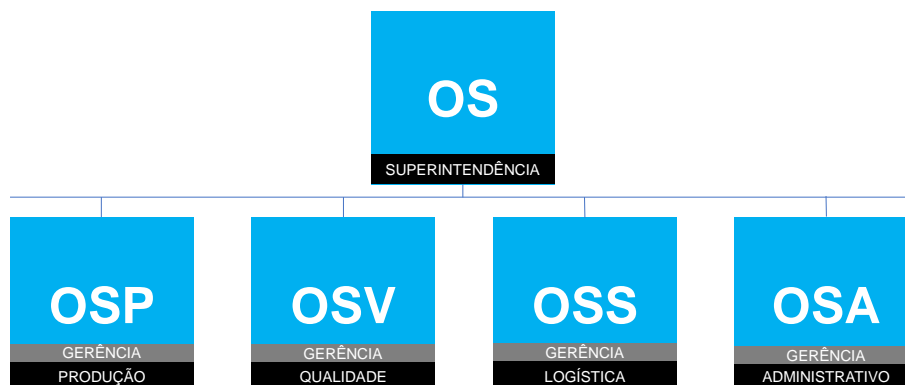 OS
SUPERINTENDÊNCIA
OSP
GERÊNCIA
PRODUÇÃO
OSV
GERÊNCIA
QUALIDADE
OSS
GERÊNCIA
LOGÍSTICA
OSA
GERÊNCIA
ADMINISTRATIVO